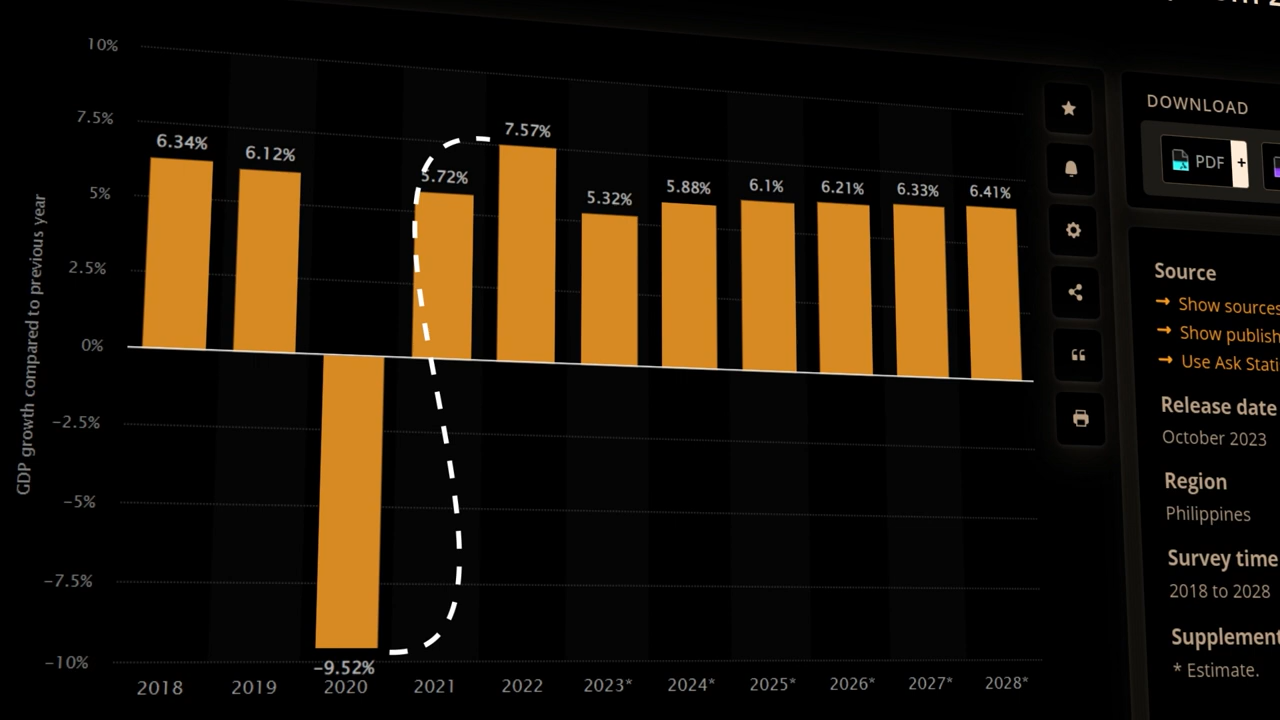 10%
7.5%
5%
2.5%
0%
−2.5%
−5%
−7.5%
−10%
GDP growth compared to previous year
6.34%
6.12%
−9.52%
5.72%
7.57%
5.32%
5.88%
6.1%
6.21%
6.33%
6.41%
2018
2019
2020
2021
2022
2023*
2024*
2025*
2026*
2027*
2028*
DOWNLOAD
PDF +
Source
→ Show sources
→ Show publish
→ Use Ask Stati
Release date
October 2023
Region
Philippines
Survey time
2018 to 2028
Supplement
* Estimate.